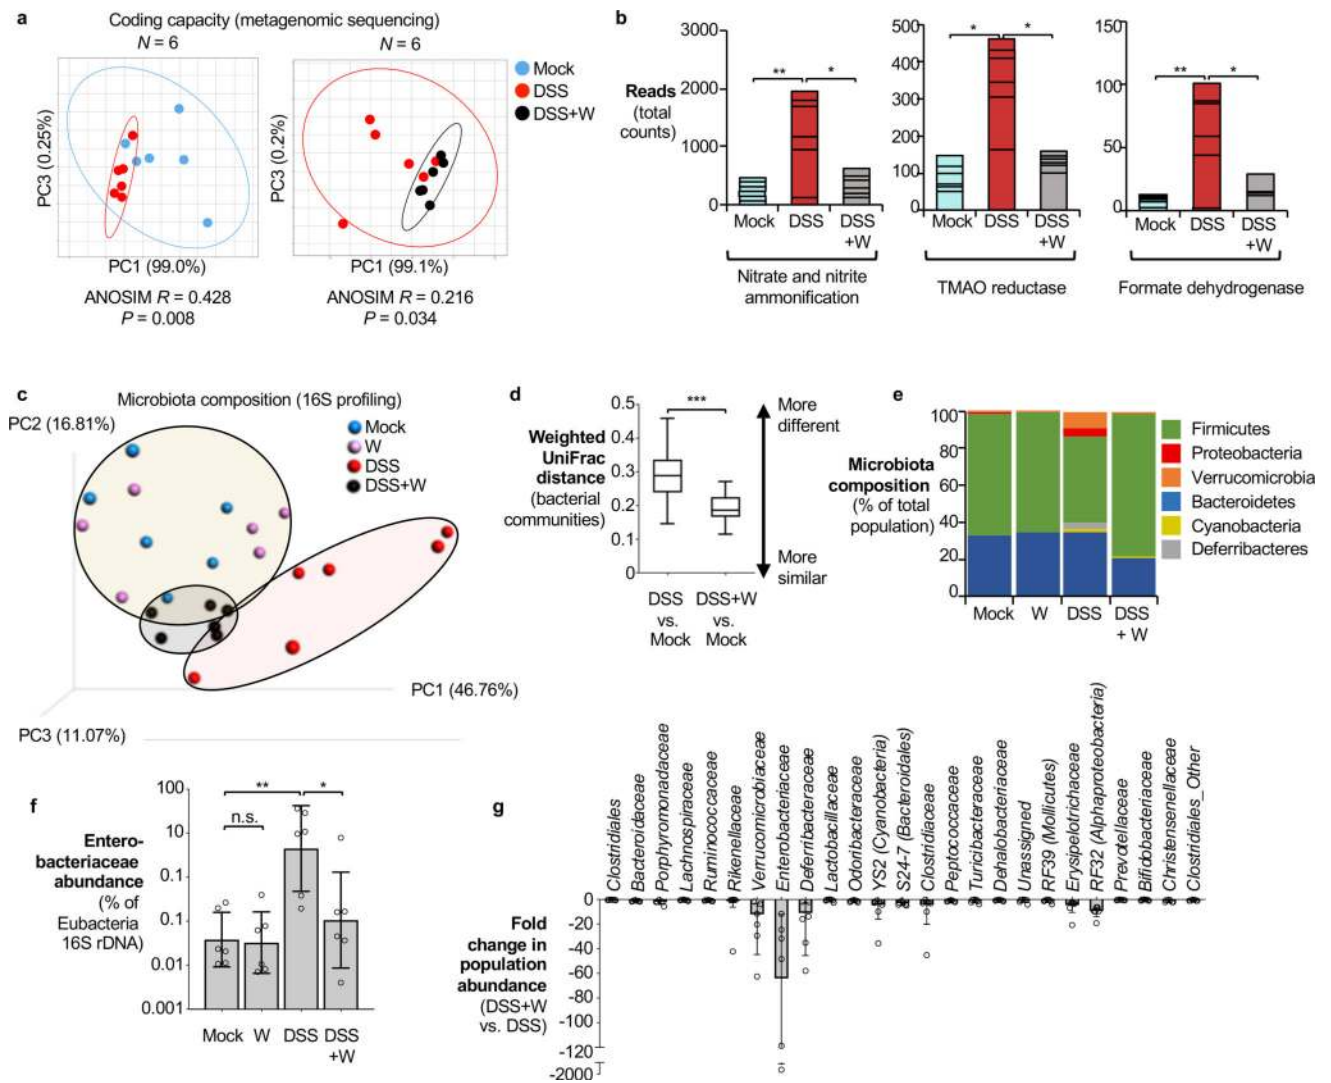 a
Coding capacity (metagenomic sequencing)
N = 6
N = 6
Mock
DSS
DSS+W
PC3 (0.25%)
PC3 (0.2%)
PC1 (99.0%)
PC1 (99.1%)
ANOSIM R = 0.428
P = 0.008
ANOSIM R = 0.216
P = 0.034
b
Reads
(total
counts)
3000
2000
1000
0
**
*
Mock
DSS
DSS
+W
Nitrate and nitrite
ammonification
500
400
300
200
100
0
*
*
Mock
DSS
DSS
+W
TMAO reductase
150
100
50
0
**
*
Mock
DSS
DSS
+W
Formate dehydrogenase
c
Microbiota composition (16S profiling)
PC2 (16.81%)
Mock
W
DSS
DSS+W
PC1 (46.76%)
PC3 (11.07%)
d
Weighted
UniFrac
distance
(bacterial
communities)
0.5
0.4
0.3
0.2
0.1
0
***
More
different
More
similar
DSS
vs.
Mock
DSS+W
vs.
Mock
e
Microbiota
composition
(% of total
population)
100
80
60
40
20
0
Mock
W
DSS
DSS
+ W
Firmicutes
Proteobacteria
Verrucomicrobia
Bacteroidetes
Cyanobacteria
Deferribacteres
f
Entero-
bacteriaceae
abundance
(% of
Eubacteria
16S rDNA)
100
10
1
0.1
0.01
0.001
**
*
n.s.
Mock
W
DSS
DSS
+W
g
Clostridiales
Bacteroidaceae
Porphyromonadaceae
Lachnospiraceae
Ruminococcaceae
Rikenellaceae
Verrucomicrobiaceae
Enterobacteriaceae
Deferribacteraceae
Lactobacillaceae
Odoribacteraceae
YS2 (Cyanobacteria)
S24-7 (Bacteroidales)
Clostridiaceae
Peptococcaceae
Turicibacteraceae
Dehalobacteriaceae
Unassigned
RF39 (Mollicutes)
Erysipelotrichaceae
RF32 (Alphaproteobacteria)
Prevotellaceae
Bifidobacteriaceae
Christensenellaceae
Clostridiales_Other
Fold
change in
population
abundance
(DSS+W
vs. DSS)
0
-20
-40
-60
-80
-100
-120
-2000